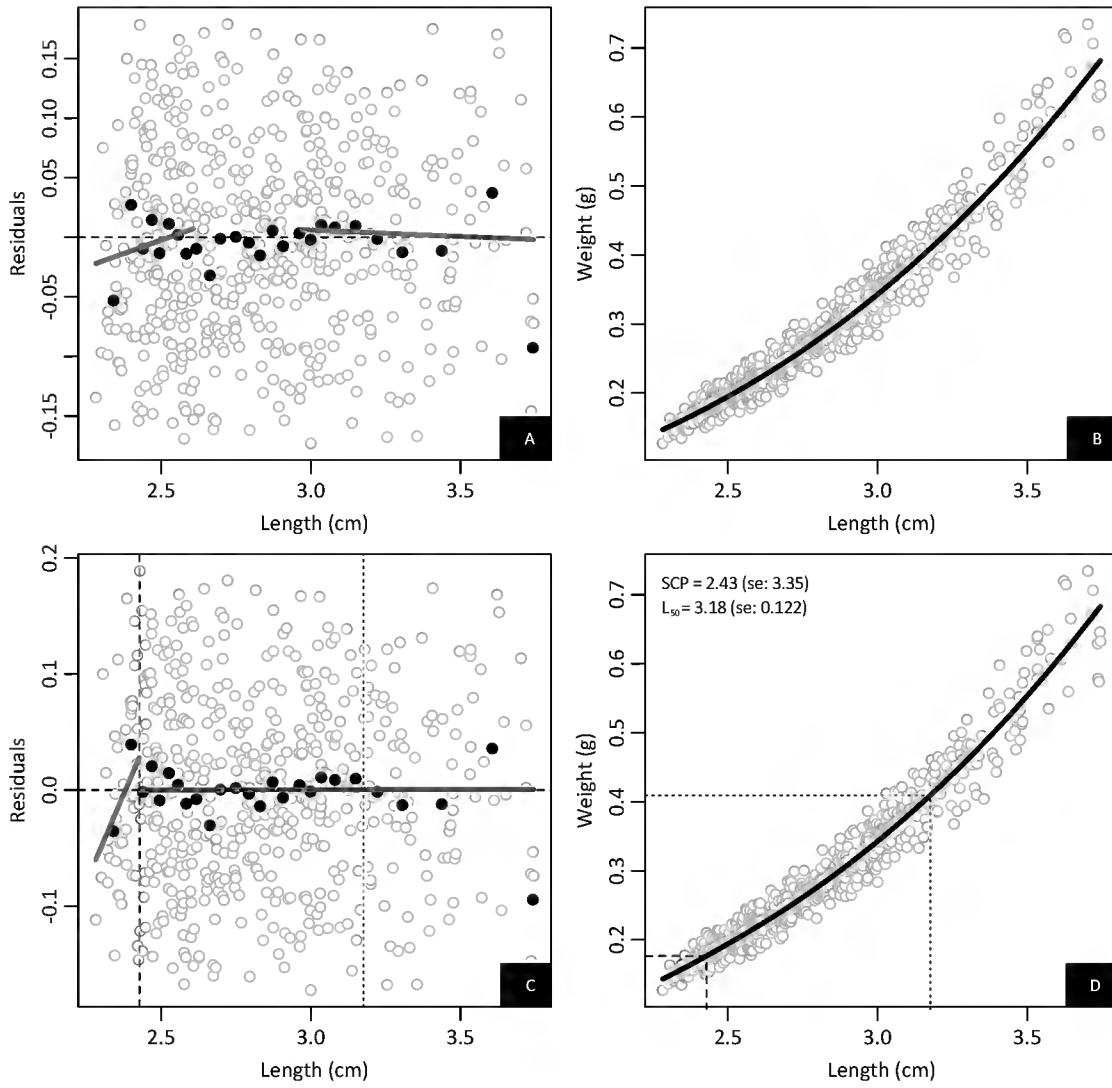 Residuals
0.15
0.10
0.05
-0.05
-0.15
2.5 3.0 3.5
Length (cm)
A
Weight (g)
0.7
0.6
0.5
0.4
0.3
0.2
2.5 3.0 3.5
Length (cm)
B
Residuals
0.2
0.1
0.0
-0.1
2.5 3.0 3.5
Length (cm)
C
SCP = 2.43 (se: 3.35)
L₅₀ = 3.18 (se: 0.122)
Weight (g)
0.7
0.6
0.5
0.4
0.3
0.2
2.5 3.0 3.5
Length (cm)
D